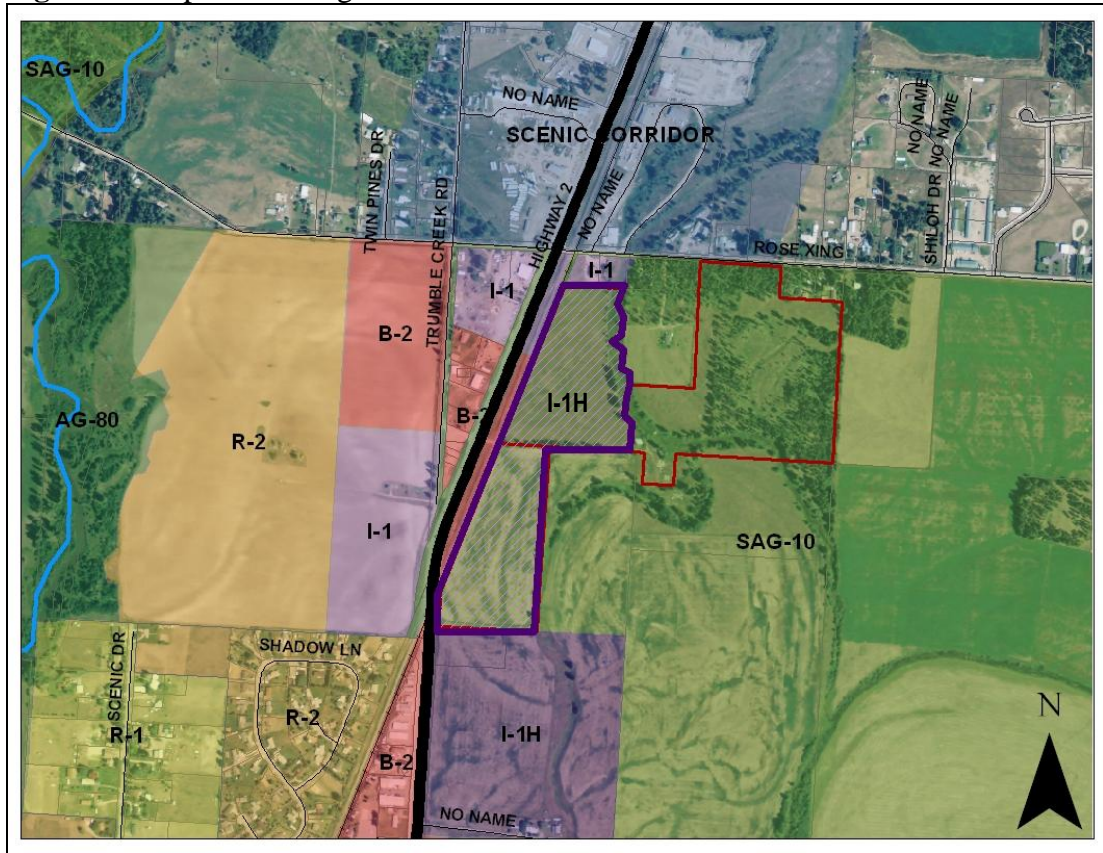 SAG-10
NO NAME
SCENIC CORRIDOR
TWIN PINES DR
TRUMBLE CREEK RD
HIGHWAY 2
NO NAME
NO NAME
NO NAME
SHILOH DR
ROSE XING
I-1
I-1
B-2
I-1H
AG-80
R-2
I-1
SAG-10
SHADOW LN
SCENIC DR
R-1
R-2
B-2
I-1H
NO NAME
N